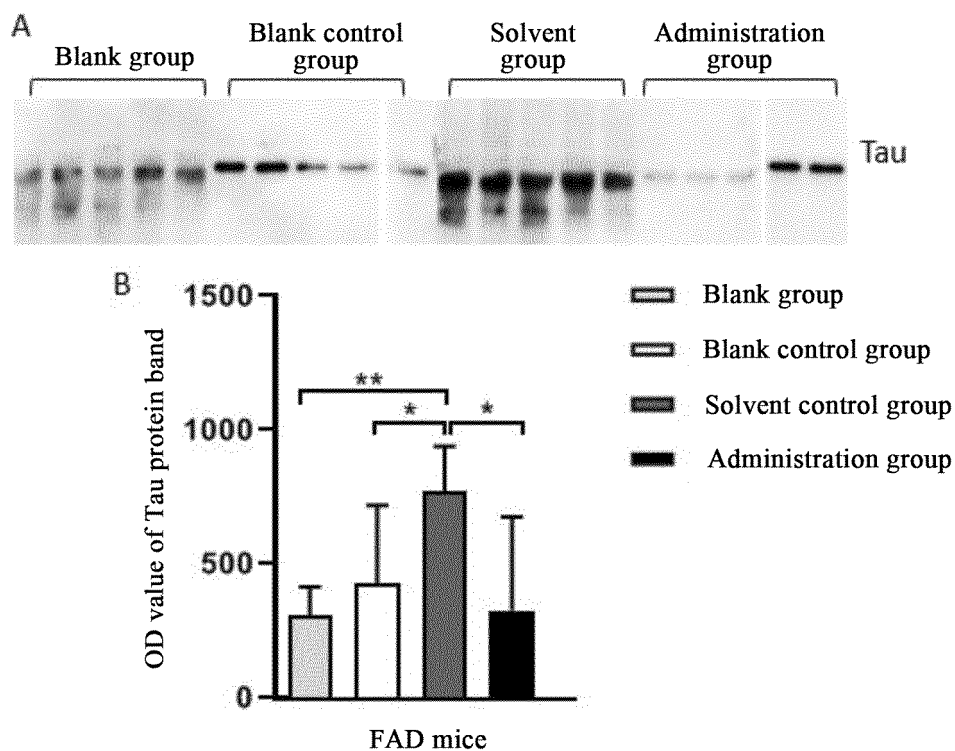 A
Blank group
Blank control
group
Solvent
group
Administration
group
Tau
B
OD value of Tau protein band
1500
1000
500
0
**
*
*
FAD mice
Blank group
Blank control group
Solvent control group
Administration group